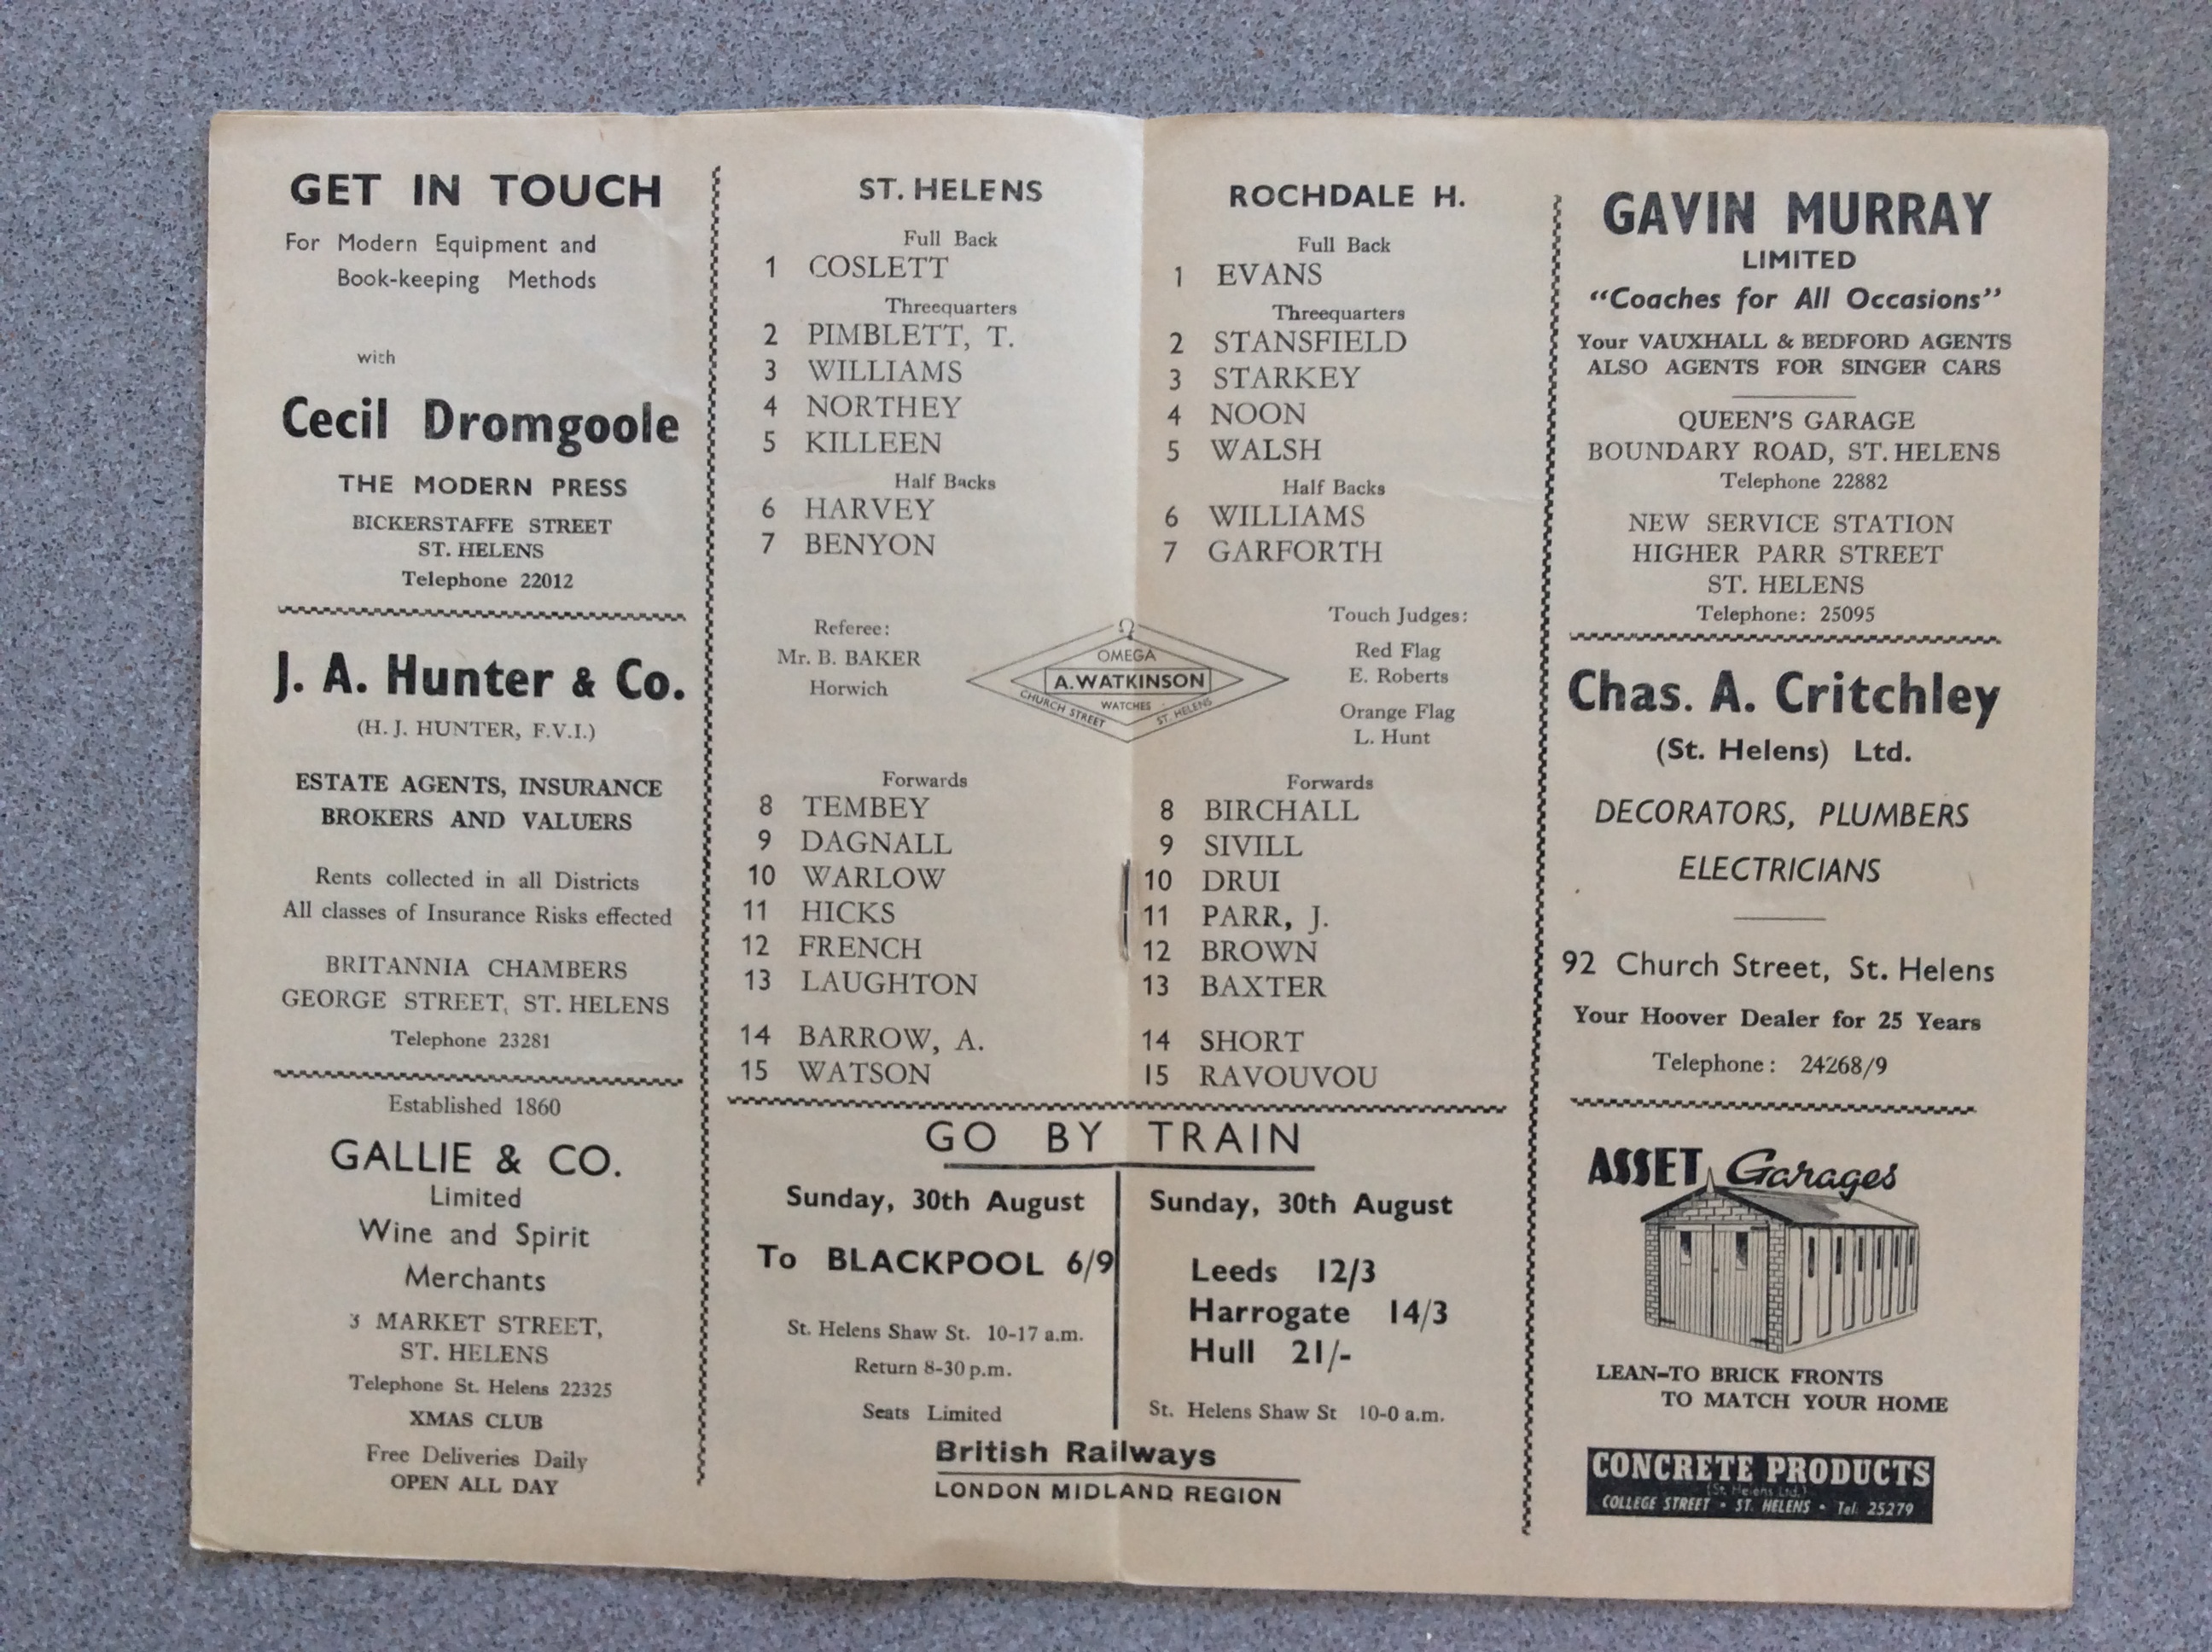 GET IN TOUCH
For Modern Equipment and
Book-keeping Methods
with
Cecil Dromgoole
THE MODERN PRESS
BICKERSTAFFE STREET
ST. HELENS
Telephone 22012
J. A. Hunter & Co.
(H. J. HUNTER, F.V.I.)
ESTATE AGENTS, INSURANCE
BROKERS AND VALUERS
Rents collected in all Districts
All classes of Insurance Risks effected
BRITANNIA CHAMBERS
GEORGE STREET, ST. HELENS
Telephone 23281
Established 1860
GALLIE & CO.
Limited
Wine and Spirit
Merchants
3 MARKET STREET,
ST. HELENS
Telephone St. Helens 22325
XMAS CLUB
Free Deliveries Daily
OPEN ALL DAY
ST. HELENS
Full Back
1 COSLETT
Threequarters
2 PIMBLETT, T.
3 WILLIAMS
4 NORTHEY
5 KILLEEN
Half Backs
6 HARVEY
7 BENYON
Referee:
Mr. B. BAKER
Horwich
Forwards
8 TEMBEY
9 DAGNALL
10 WARLOW
11 HICKS
12 FRENCH
13 LAUGHTON
14 BARROW, A.
15 WATSON
Ω
OMEGA
A. WATKINSON
WATCHES
CHURCH STREET ST. HELENS
ROCHDALE H.
Full Back
1 EVANS
Threequarters
2 STANSFIELD
3 STARKEY
4 NOON
5 WALSH
Half Backs
6 WILLIAMS
7 GARFORTH
Touch Judges:
Red Flag
E. Roberts
Orange Flag
L. Hunt
Forwards
8 BIRCHALL
9 SIVILL
10 DRUI
11 PARR, J.
12 BROWN
13 BAXTER
14 SHORT
15 RAVOUVOU
GO BY TRAIN
Sunday, 30th August
To BLACKPOOL 6/9
St. Helens Shaw St. 10-17 a.m.
Return 8-30 p.m.
Seats Limited
Sunday, 30th August
Leeds 12/3
Harrogate 14/3
Hull 21/-
St. Helens Shaw St 10-0 a.m.
British Railways
LONDON MIDLAND REGION
GAVIN MURRAY
LIMITED
"Coaches for All Occasions"
Your VAUXHALL & BEDFORD AGENTS
ALSO AGENTS FOR SINGER CARS
QUEEN'S GARAGE
BOUNDARY ROAD, ST. HELENS
Telephone 22882
NEW SERVICE STATION
HIGHER PARR STREET
ST. HELENS
Telephone: 25095
Chas. A. Critchley
(St. Helens) Ltd.
DECORATORS, PLUMBERS
ELECTRICIANS
92 Church Street, St. Helens
Your Hoover Dealer for 25 Years
Telephone: 24268/9
ASSET Garages
LEAN-TO BRICK FRONTS
TO MATCH YOUR HOME
CONCRETE PRODUCTS
(St. Helens Ltd.)
COLLEGE STREET • ST. HELENS • Tel. 25279